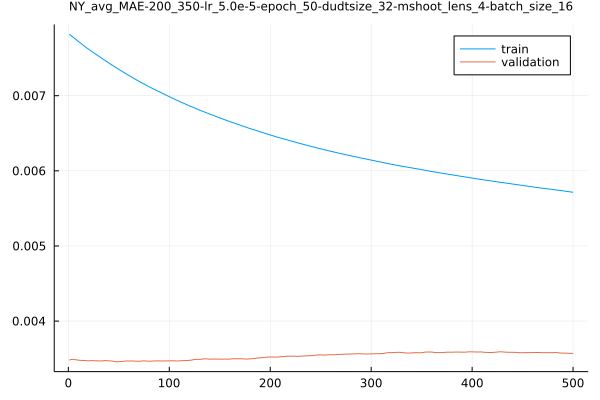 NY_avg_MAE-200_350-lr_5.0e-5-epoch_50-dudtsize_32-mshoot_lens_4-batch_size_16
train
validation
0.007
0.006
0.005
0.004
0 100 200 300 400 500